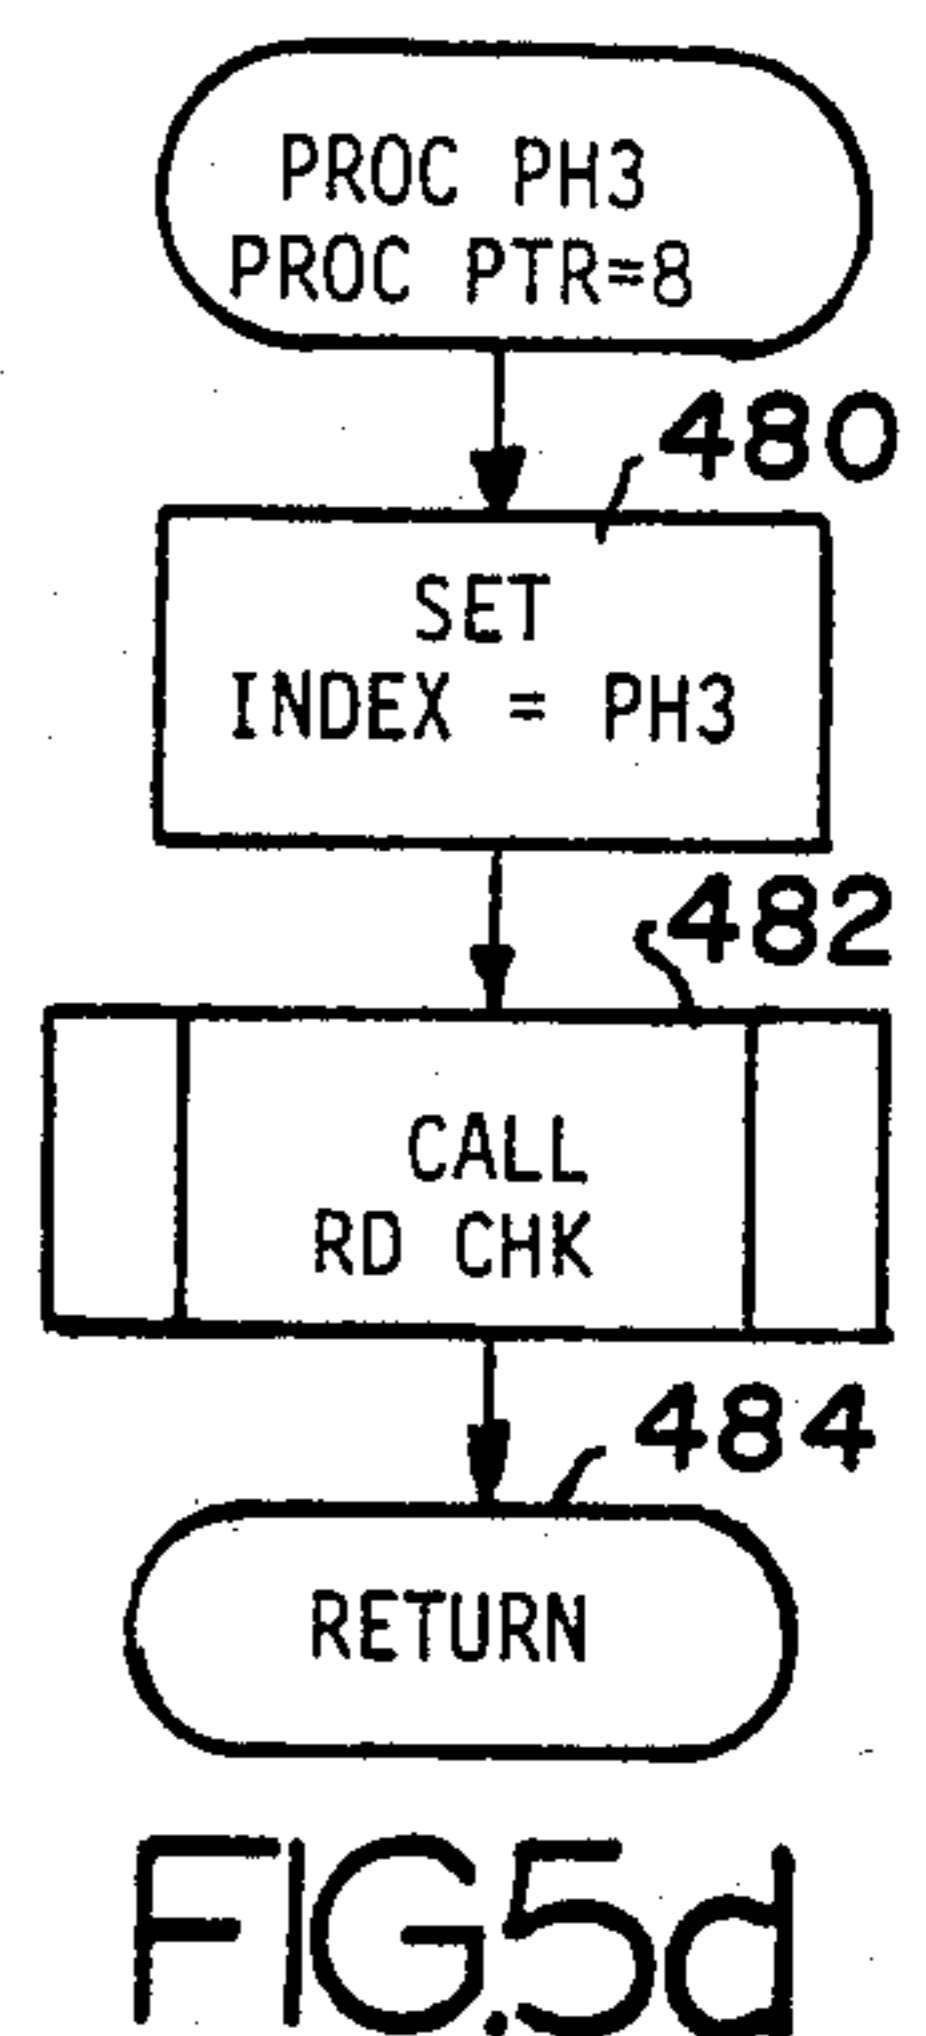 PROC PH3
PROC PTR=8
480
SET
INDEX = PH3
482
CALL
RD CHK
484
RETURN
FIG.5d